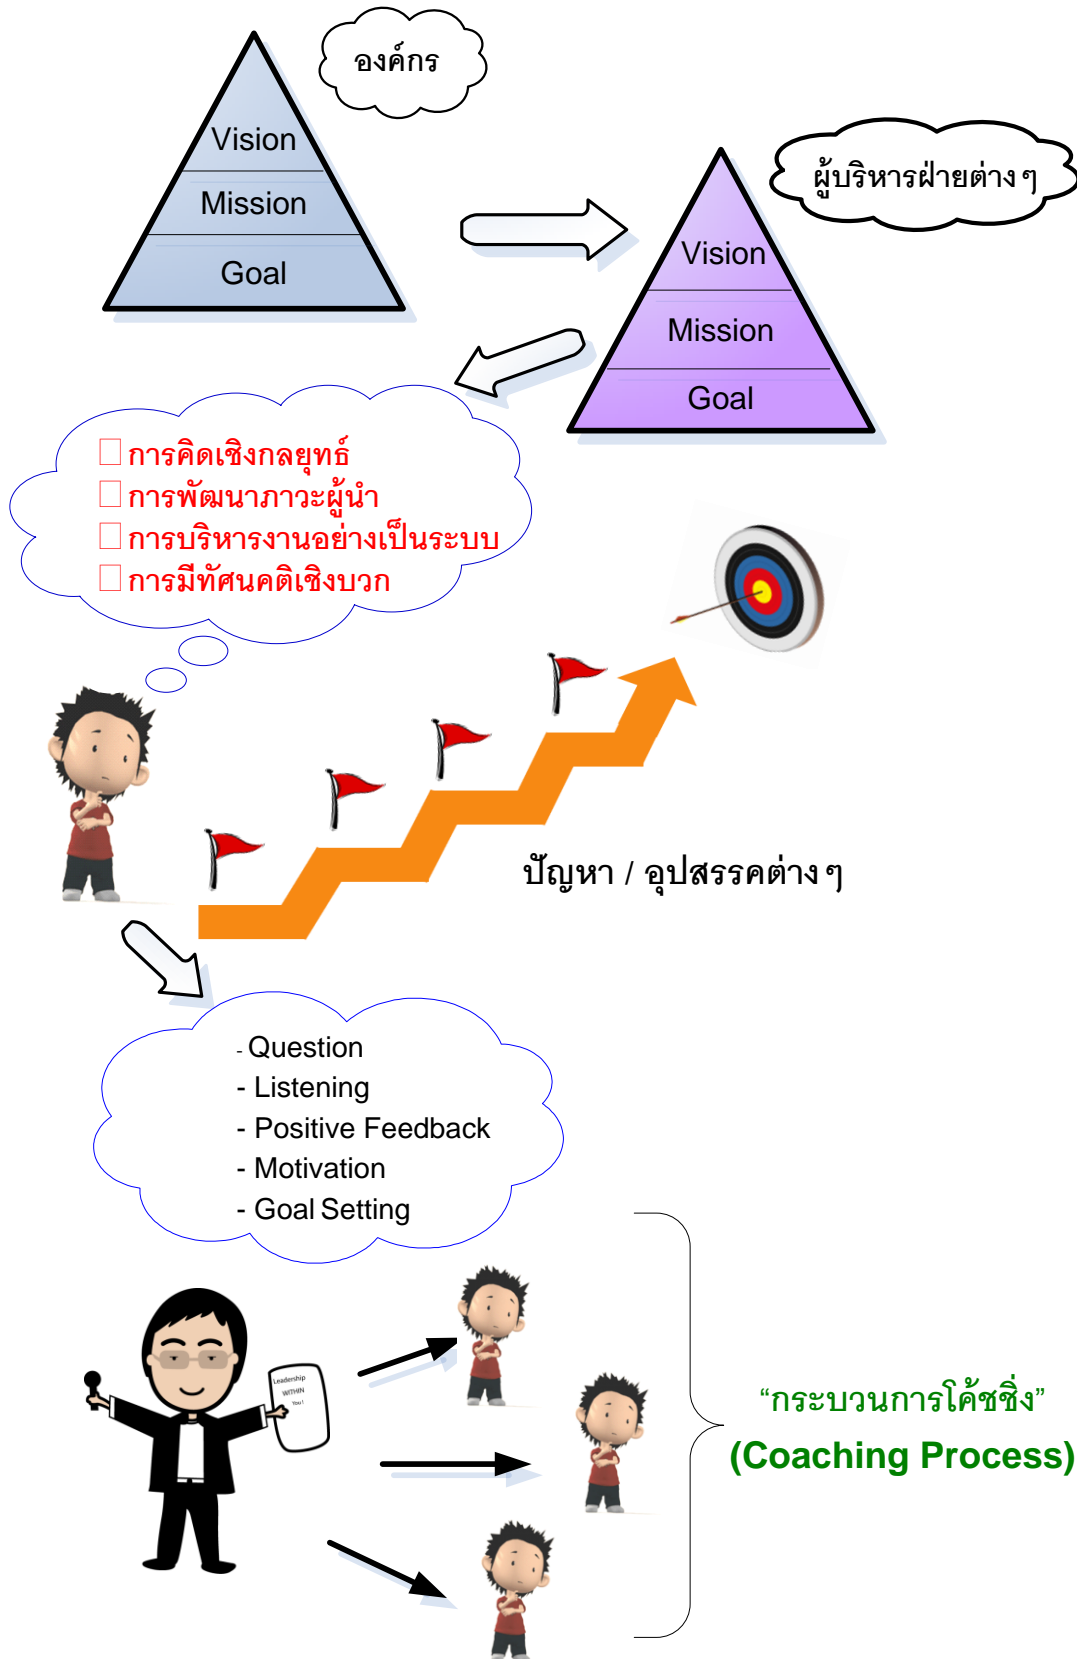 องค์กร
Vision
Mission
Goal
ผู้บริหารฝ่ายต่าง ๆ
Vision
Mission
Goal
การคิดเชิงกลยุทธ์
การพัฒนาภาวะผู้นำ
การบริหารงานอย่างเป็นระบบ
การมีทัศนคติเชิงบวก
ปัญหา / อุปสรรคต่าง ๆ
- Question
- Listening
- Positive Feedback
- Motivation
- Goal Setting
Leadership
WITHIN
You !
“กระบวนการโค้ชชิ่ง”
(Coaching Process)